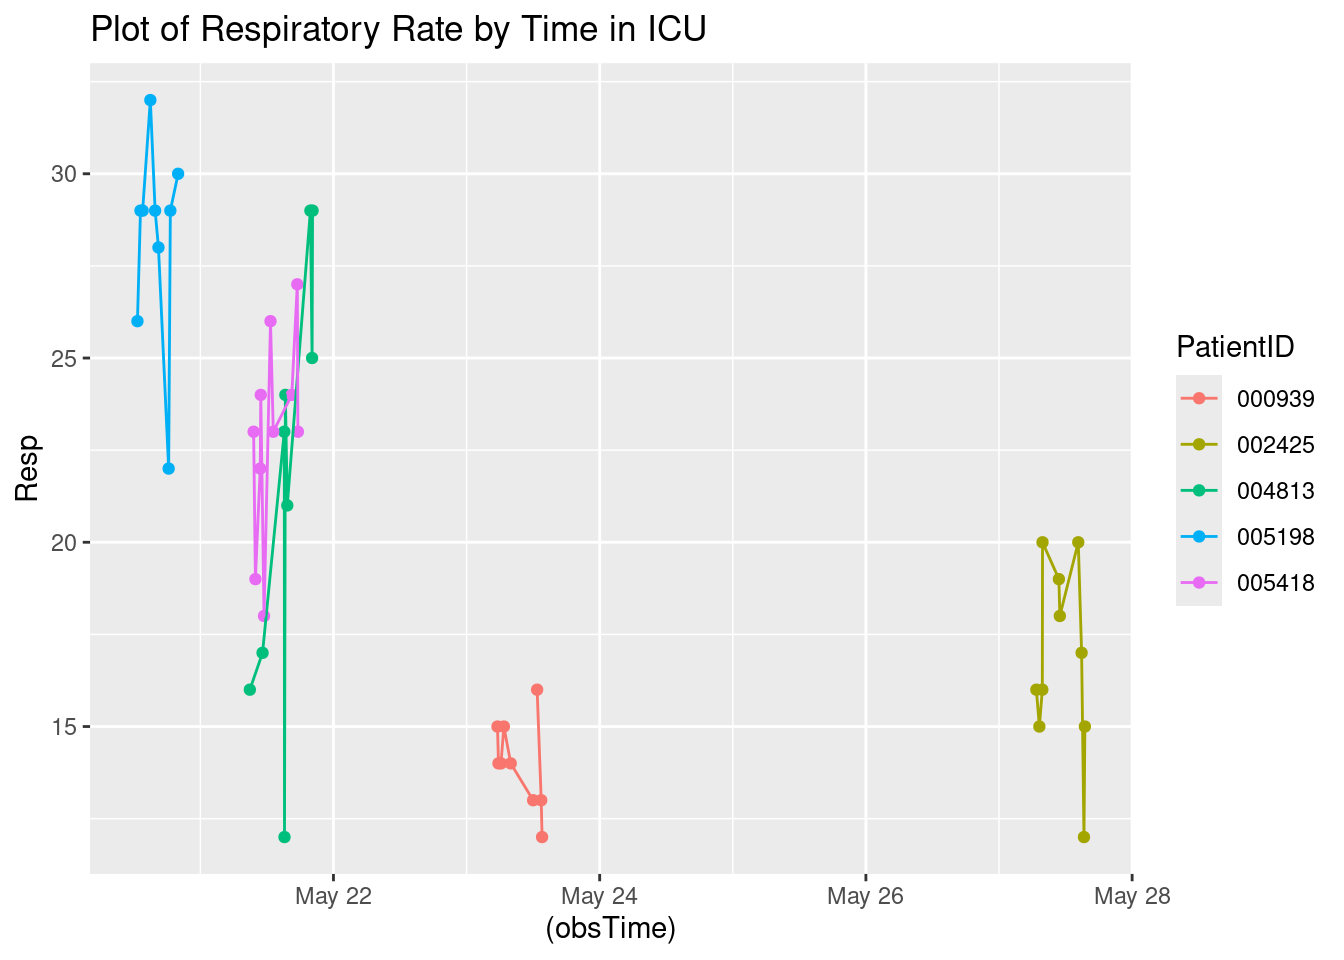 Plot of Respiratory Rate by Time in ICU
Resp
30
25
20
15
May 22
May 24
May 26
May 28
(obsTime)
PatientID
000939
002425
004813
005198
005418